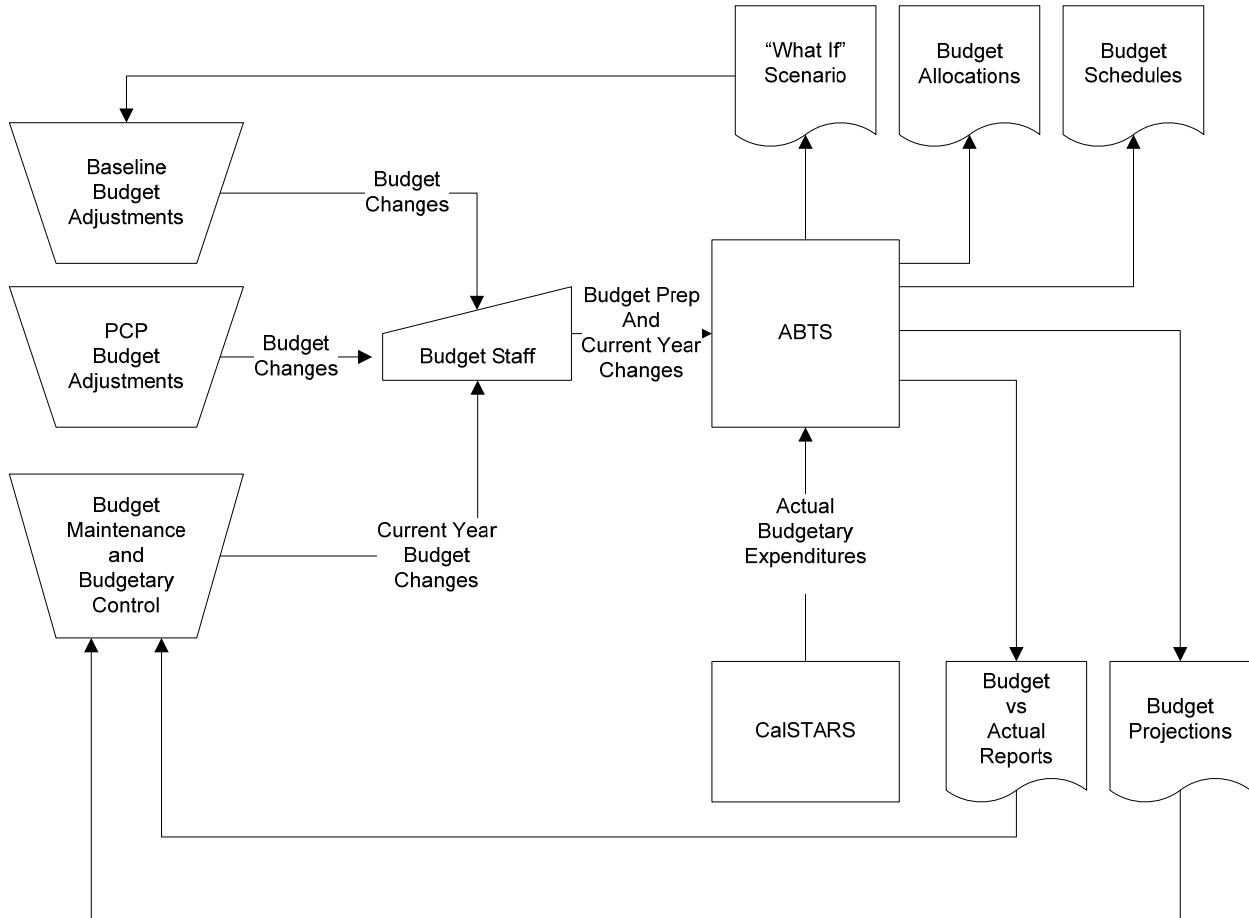 “What If”
Scenario
Budget
Allocations
Budget
Schedules
Baseline
Budget
Adjustments
Budget
Changes
PCP
Budget
Adjustments
Budget
Changes
Budget Staff
Budget Prep
And
Current Year
Changes
ABTS
Budget
Maintenance
and
Budgetary
Control
Current Year
Budget
Changes
Actual
Budgetary
Expenditures
CalSTARS
Budget
vs
Actual
Reports
Budget
Projections